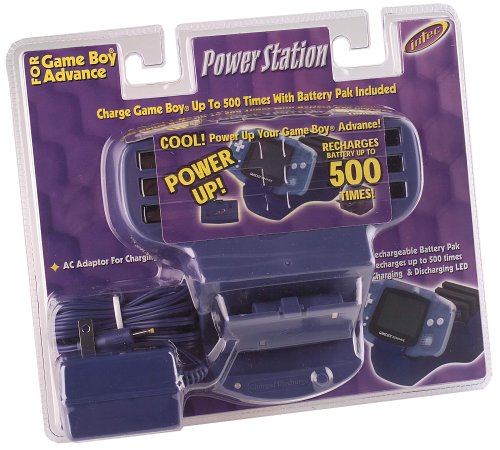 FOR Game Boy®
Advance
Power Station
intec
Charge Game Boy® Up To 500 Times With Battery Pak Included
COOL! Power Up Your Game Boy® Advance!
POWER
UP!
RECHARGES
BATTERY UP TO
500
TIMES!
AC Adaptor For Charging
Rechargeable Battery Pak
Recharges up to 500 times
Charging & Discharging LED